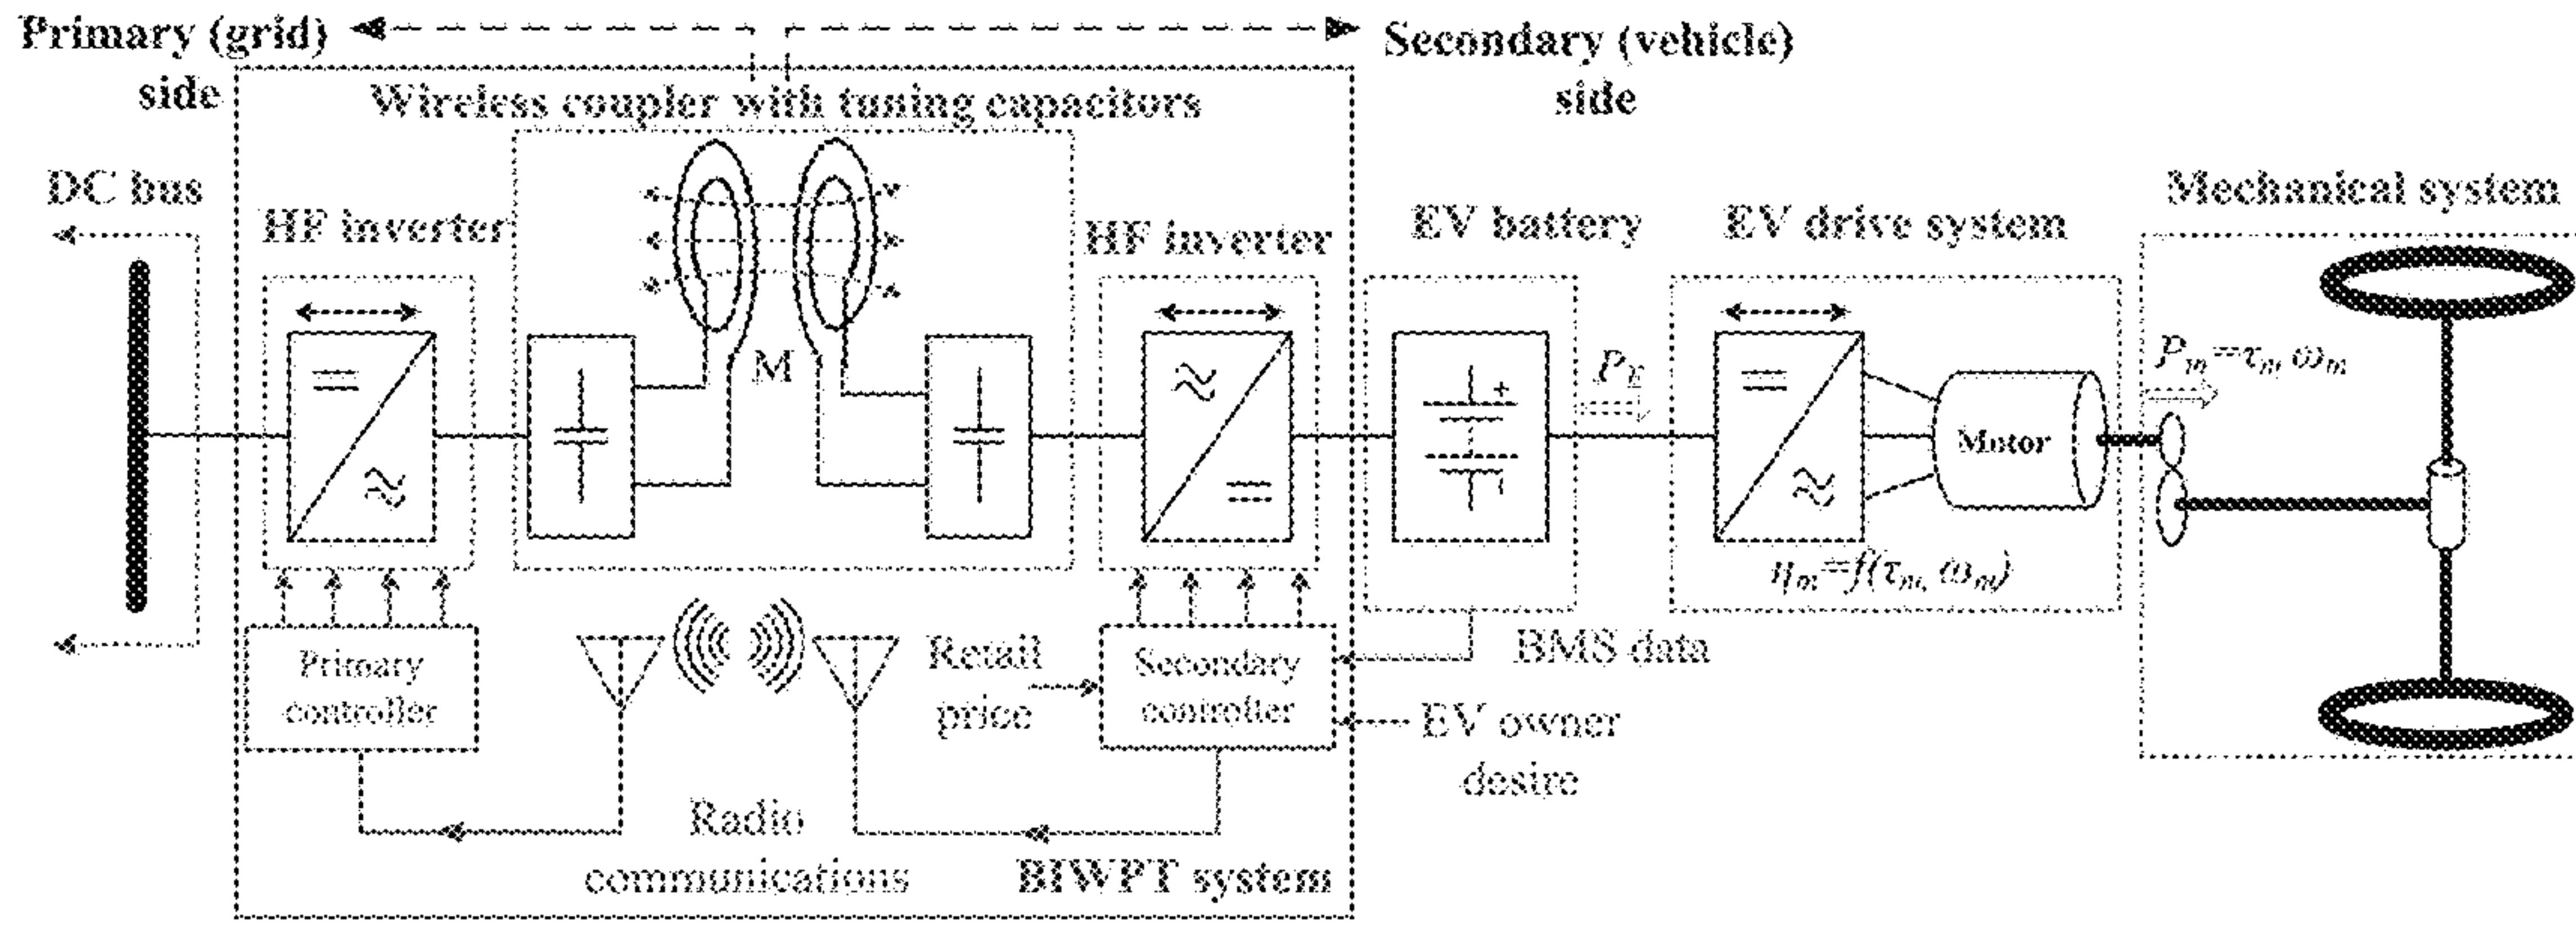 Primary (grid)
side
Secondary (vehicle)
side
Wireless coupler with tuning capacitors
DC bus
HF inverter
HF inverter
EV battery
EV drive system
Mechanical system
M
P_E
P_m=τ_m ω_m
+
Motor
η_m=f(τ_m, ω_m)
Primary
controller
Retail
price
Secondary
controller
BMS data
EV owner
desire
Radio
communications
BIWPT system